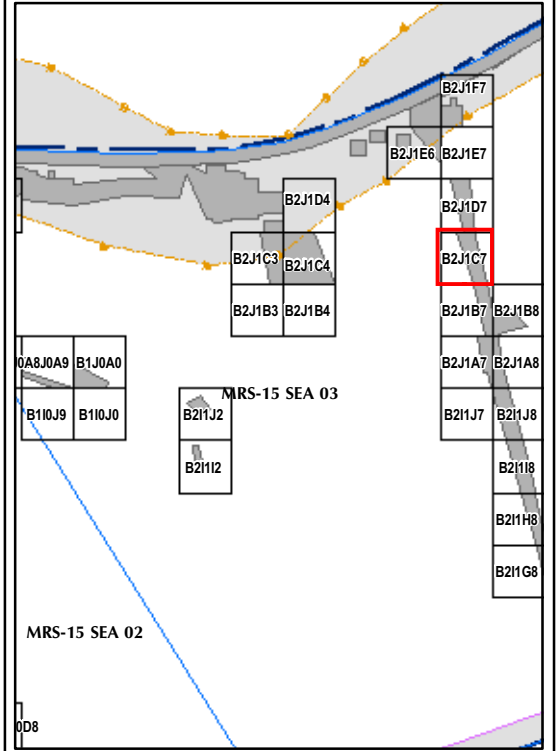 B2J1F7
B2J1E6 B2J1E7
B2J1D4 B2J1D7
B2J1C3 B2J1C4 B2J1C7
B2J1B3 B2J1B4 B2J1B7 B2J1B8
J0A8J0A9 B1J0A0 B2J1A7 B2J1A8
MRS-15 SEA 03
B1I0J9 B1I0J0 B2I1J2 B2I1J7 B2I1J8
B2I1I2 B2I1I8
B2I1H8
B2I1G8
MRS-15 SEA 02
0D8